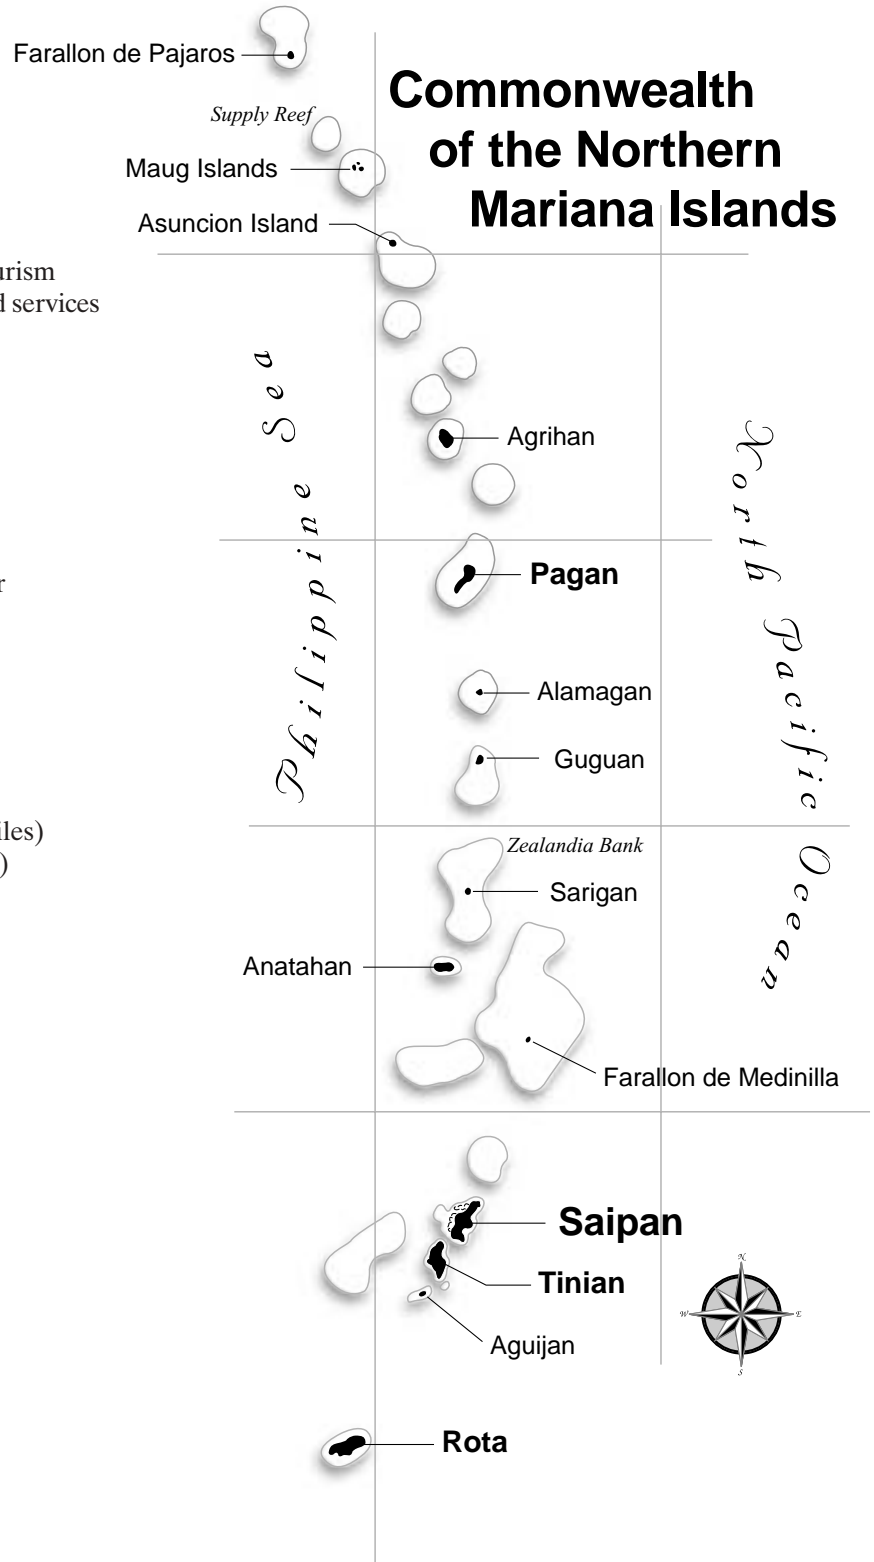 Farallon de Pajaros
Commonwealth
of the Northern
Mariana Islands
Supply Reef
Maug Islands
Asuncion Island
urism
d services
Philippine Sea
Agrihan
North Pacific Ocean
Pagan
r
Alamagan
Guguan
iles)
)
Zealandia Bank
Sarigan
Anatahan
Farallon de Medinilla
Saipan
Tinian
N
W
E
S
Aguijan
Rota